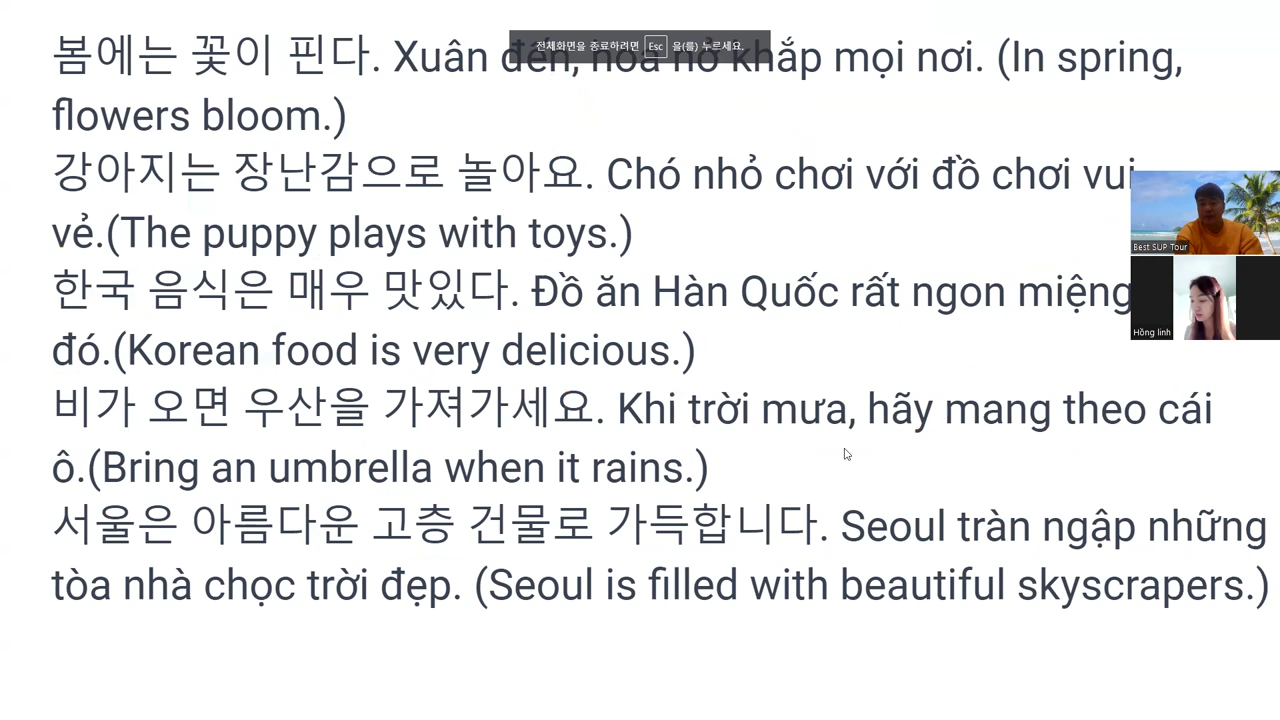 전체화면을 종료하려면 Esc 을(를) 누르세요.
봄에는 꽃이 핀다. Xuân đến, hoa nở khắp mọi nơi. (In spring,
flowers bloom.)
강아지는 장난감으로 놀아요. Chó nhỏ chơi với đồ chơi vui
vẻ.(The puppy plays with toys.)
한국 음식은 매우 맛있다. Đồ ăn Hàn Quốc rất ngon miệng
đó.(Korean food is very delicious.)
비가 오면 우산을 가져가세요. Khi trời mưa, hãy mang theo cái
ô.(Bring an umbrella when it rains.)
서울은 아름다운 고층 건물로 가득합니다. Seoul tràn ngập những
tòa nhà chọc trời đẹp. (Seoul is filled with beautiful skyscrapers.)
Best SUP Tour
Hồng linh